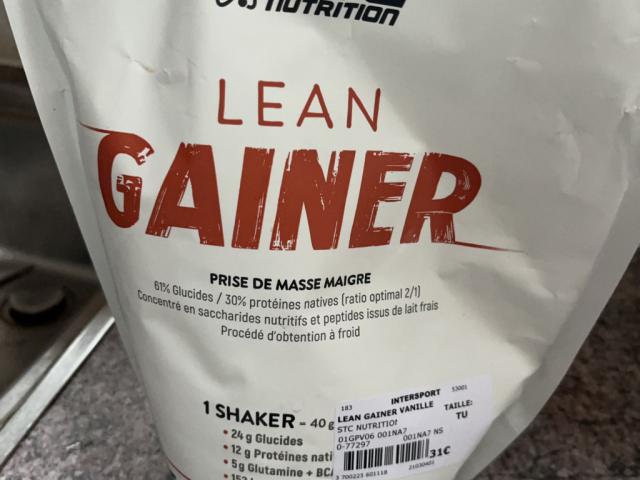 NUTRITION
LEAN
GAINER
PRISE DE MASSE MAIGRE
61% Glucides / 30% protéines natives (ratio optimal 2/1)
Concentré en saccharides nutritifs et peptides issus de lait frais
Procédé d'obtention à froid
1 SHAKER - 40 g
• 24 g Glucides
• 12 g Protéines nati
• 5g Glutamine + BCA
183 INTERSPORT 53001
LEAN GAINER VANILLE TAILLE:
STC NUTRITION TU
01GPV06 001NA7
0-77297 001NA7 NS
31€
3 700225 601118 21030401